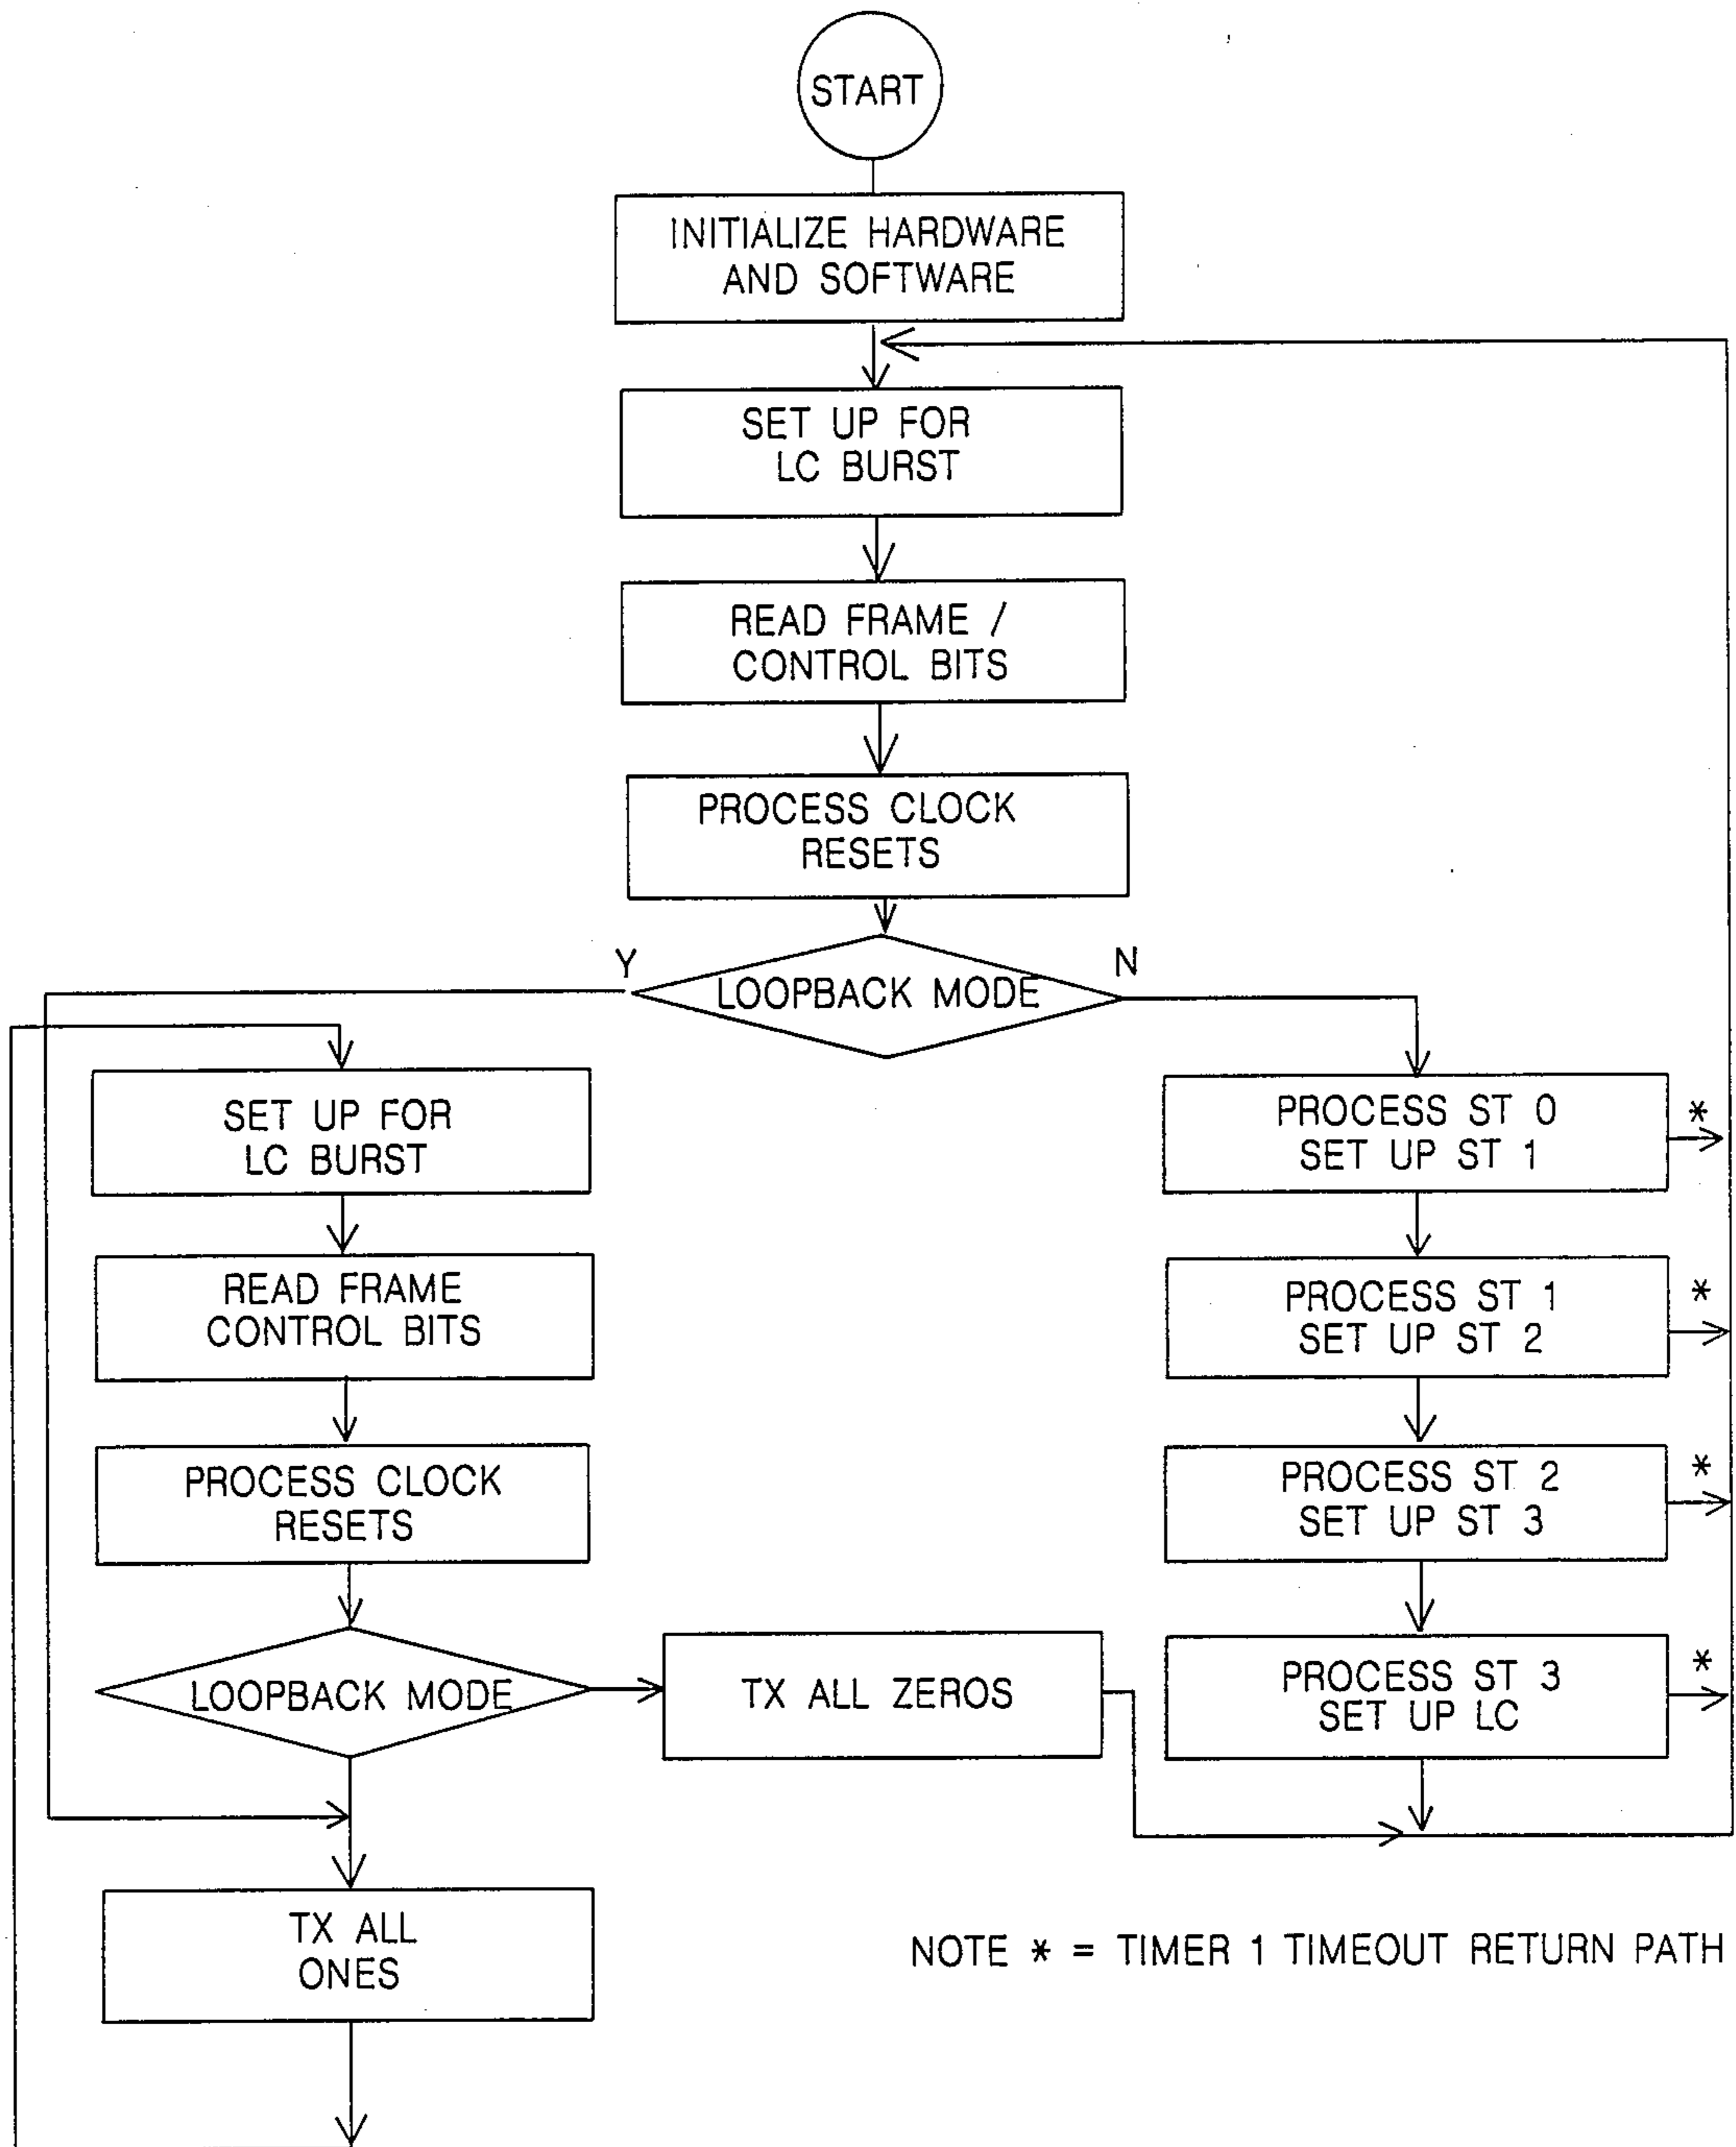 START
INITIALIZE HARDWARE
AND SOFTWARE
SET UP FOR
LC BURST
READ FRAME /
CONTROL BITS
PROCESS CLOCK
RESETS
Y
LOOPBACK MODE
N
SET UP FOR
LC BURST
READ FRAME
CONTROL BITS
PROCESS CLOCK
RESETS
LOOPBACK MODE
TX ALL ZEROS
TX ALL
ONES
PROCESS ST 0
SET UP ST 1
*
PROCESS ST 1
SET UP ST 2
*
PROCESS ST 2
SET UP ST 3
*
PROCESS ST 3
SET UP LC
*
NOTE * = TIMER 1 TIMEOUT RETURN PATH